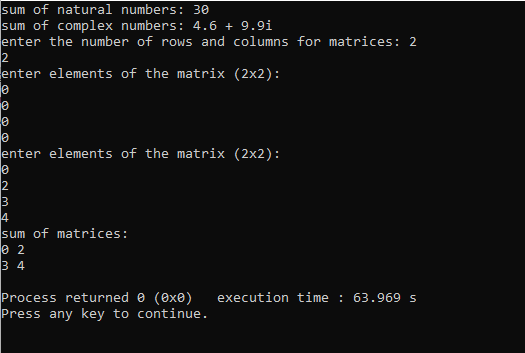 sum of natural numbers: 30
sum of complex numbers: 4.6 + 9.9i
enter the number of rows and columns for matrices: 2
2
enter elements of the matrix (2x2):
0
0
0
0
enter elements of the matrix (2x2):
0
2
3
4
sum of matrices:
0 2
3 4
Process returned 0 (0x0)   execution time : 63.969 s
Press any key to continue.